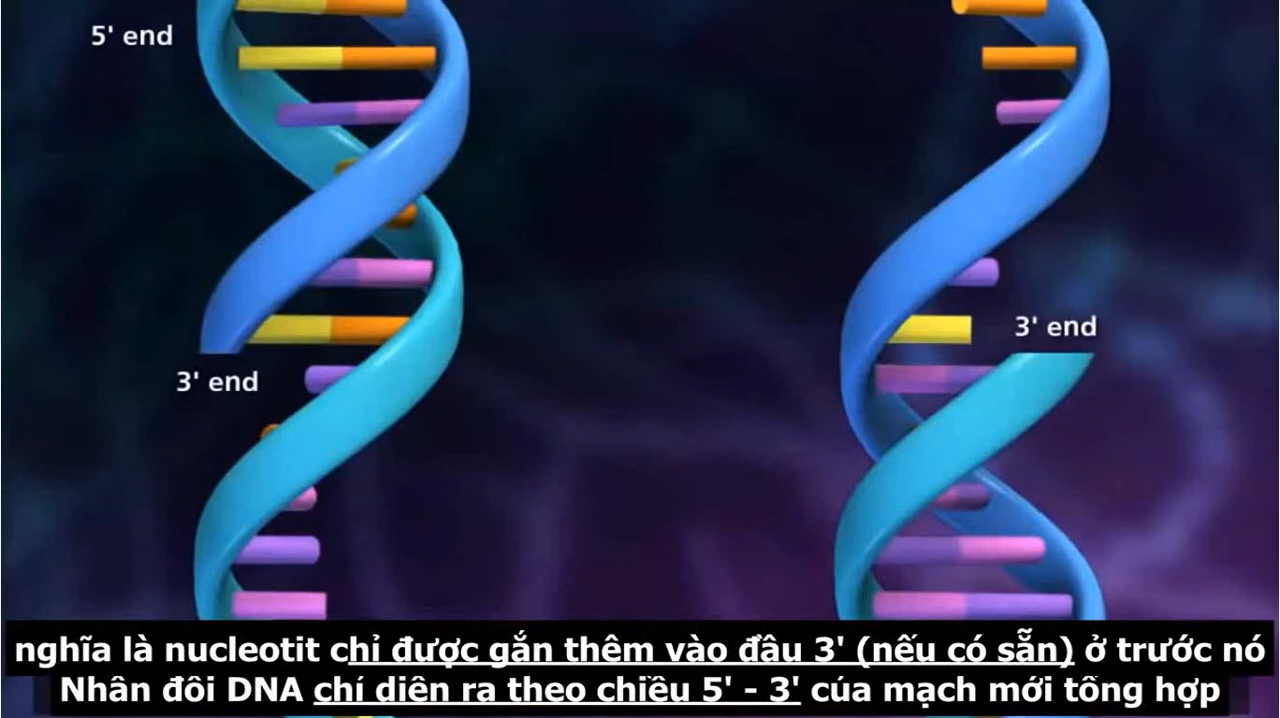 5' end
3' end
3' end
nghĩa là nucleotit chỉ được gắn thêm vào đầu 3' (nếu có sẵn) ở trước nó
Nhân đôi DNA chỉ diễn ra theo chiều 5' - 3' của mạch mới tổng hợp